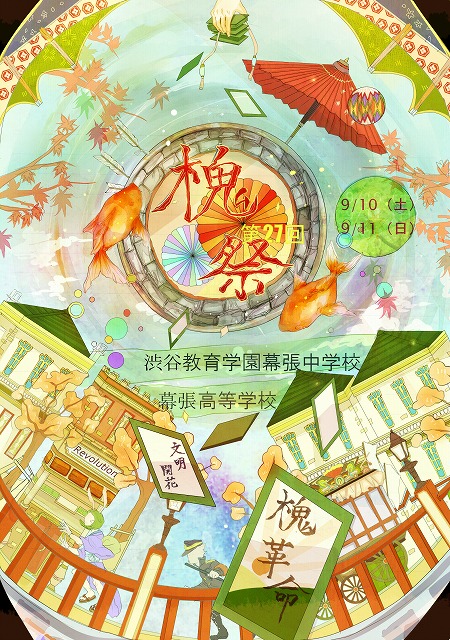 槐
第27回
祭
9/10（土）
9/11（日）
渋谷教育学園幕張中学校
幕張高等学校
Revolution
文明
開花
槐革命